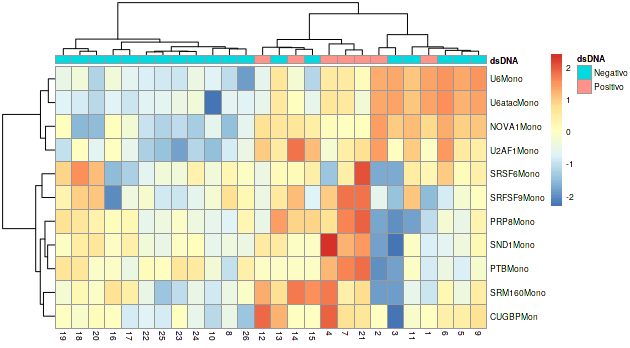 dsDNA
U6Mono
U6atacMono
NOVA1Mono
U2AF1Mono
SRSF6Mono
SRFSF9Mono
PRP8Mono
SND1Mono
PTBMono
SRM160Mono
CUGBPMon
19 18 20 16 17 22 25 23 24 10 8 26 12 13 14 15 4 7 21 2 3 11 1 6 5 9
2
1
0
-1
-2
dsDNA
Negativo
Positivo